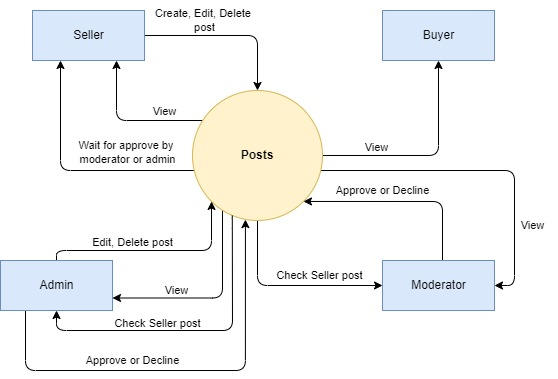 Create, Edit, Delete
post
Seller
Buyer
View
Wait for approve by
moderator or admin
Posts
View
Approve or Decline
View
Edit, Delete post
Check Seller post
Admin
Moderator
View
Check Seller post
Approve or Decline